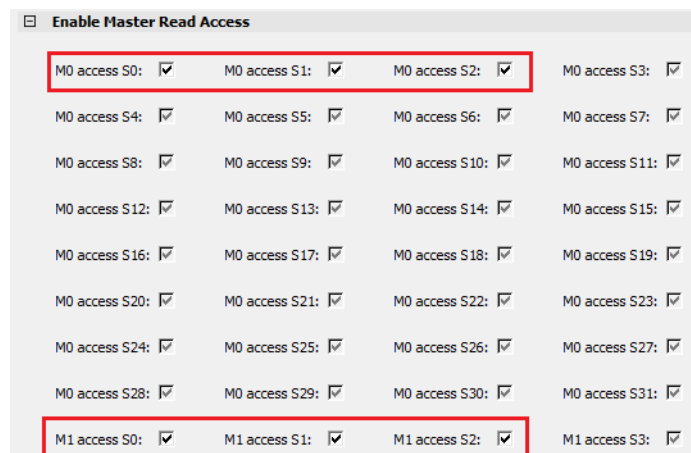 Enable Master Read Access
M0 access S0: M0 access S1: M0 access S2: M0 access S3:
M0 access S4: M0 access S5: M0 access S6: M0 access S7:
M0 access S8: M0 access S9: M0 access S10: M0 access S11:
M0 access S12: M0 access S13: M0 access S14: M0 access S15:
M0 access S16: M0 access S17: M0 access S18: M0 access S19:
M0 access S20: M0 access S21: M0 access S22: M0 access S23:
M0 access S24: M0 access S25: M0 access S26: M0 access S27:
M0 access S28: M0 access S29: M0 access S30: M0 access S31:
M1 access S0: M1 access S1: M1 access S2: M1 access S3: